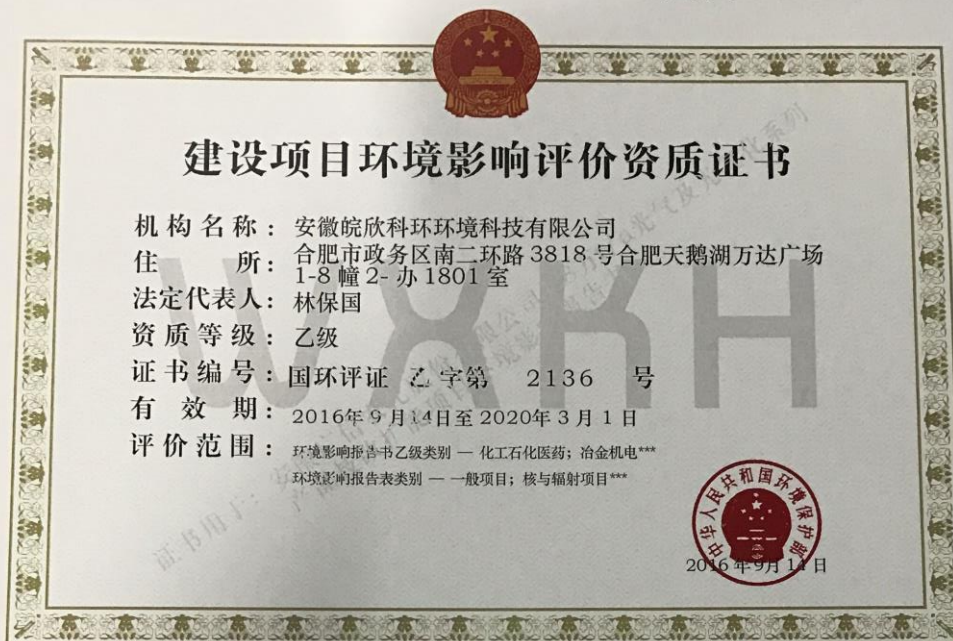 建设项目环境影响评价资质证书
机构名称：安徽皖欣科环环境科技有限公司
住 所：合肥市政务区南二环路3818号合肥天鹅湖万达广场
1-8幢2-办1801室
法定代表人：林保国
资质等级：乙级
证书编号：国环评证 乙字第 2136 号
有效期：2016年9月14日至2020年3月1日
评价范围：环境影响报告书乙级类别 — 化工石化医药；冶金机电***
环境影响报告表类别 — 一般项目；核与辐射项目***
WXKH
中华人民共和国环境保护部
2016年9月14日